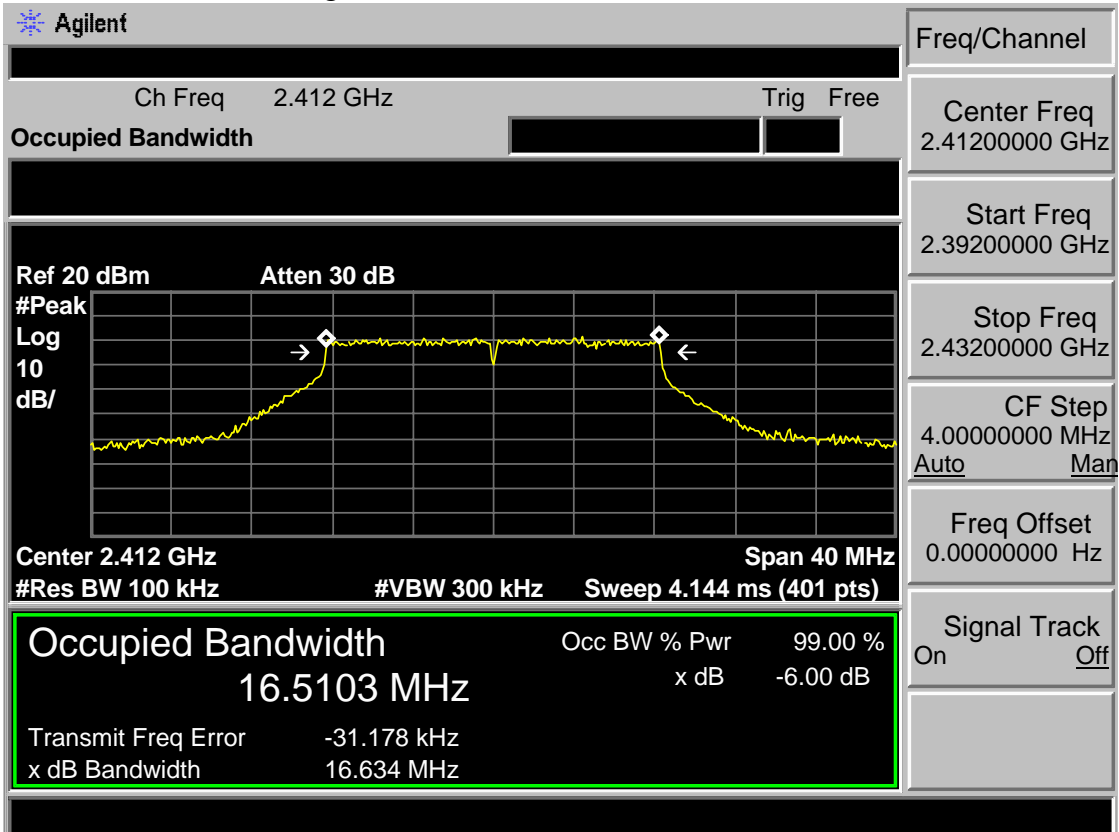 Agilent
Freq/Channel
Ch Freq 2.412 GHz Trig Free
Occupied Bandwidth
Center Freq
2.41200000 GHz
Start Freq
2.39200000 GHz
Stop Freq
2.43200000 GHz
CF Step
4.00000000 MHz
Auto Man
Freq Offset
0.00000000 Hz
Signal Track
On Off
Ref 20 dBm Atten 30 dB
#Peak
Log
10
dB/
Center 2.412 GHz Span 40 MHz
#Res BW 100 kHz #VBW 300 kHz Sweep 4.144 ms (401 pts)
Occupied Bandwidth Occ BW % Pwr 99.00 %
16.5103 MHz x dB -6.00 dB
Transmit Freq Error -31.178 kHz
x dB Bandwidth 16.634 MHz